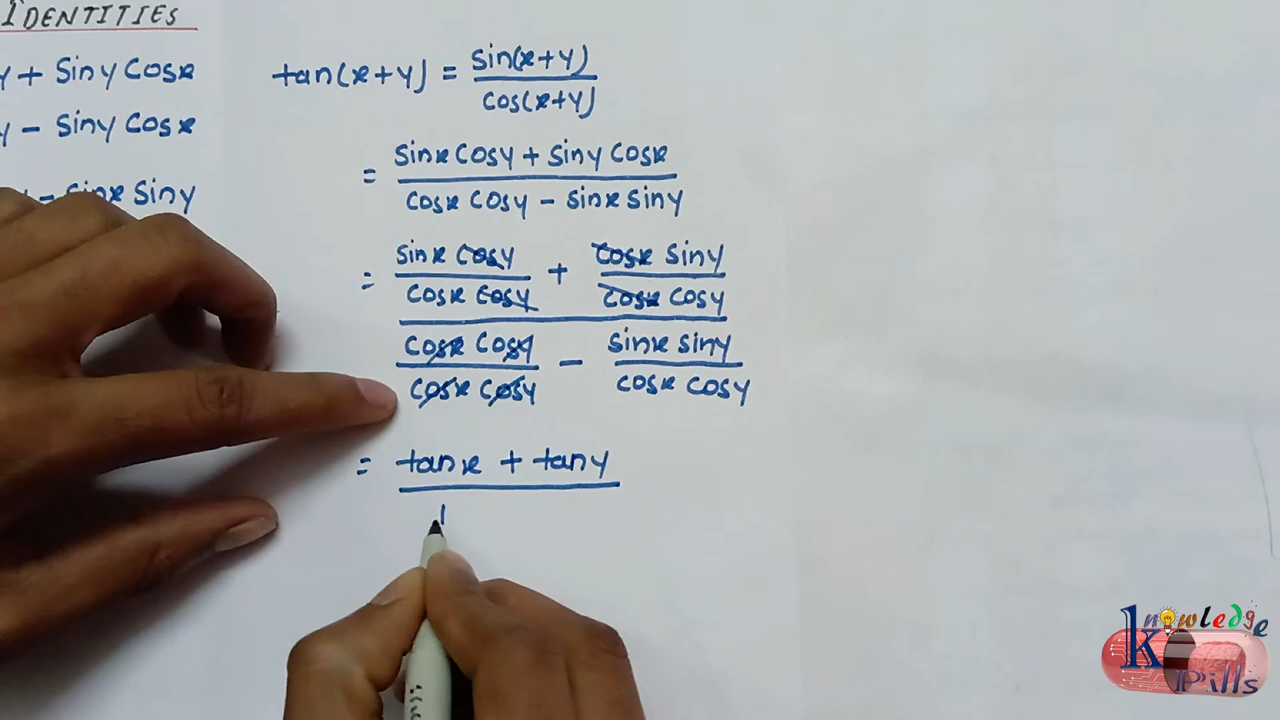 IDENTITIES
y + Siny Cosx
y - Siny Cosx
- Sinx Siny
tan(x+y) = sin(x+y)
cos(x+y)
= sinx cosy + siny cosx
cosx cosy - sinx siny
= sinx cosy + cosx siny
cosx cosy cosx cosy
cosx cosy - sinx siny
cosx cosy cosx cosy
= tanx + tany
1
knowledge
Pills